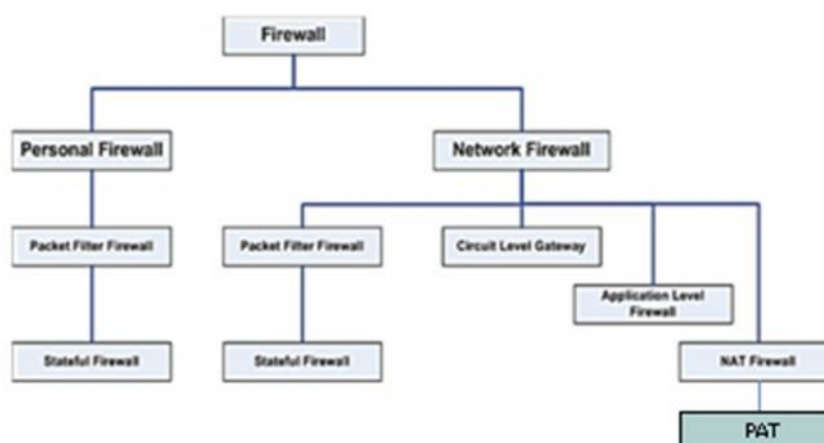 Firewall
Personal Firewall
Network Firewall
Packet Filter Firewall
Packet Filter Firewall
Circuit Level Gateway
Application Level
Firewall
Stateful Firewall
Stateful Firewall
NAT Firewall
PAT